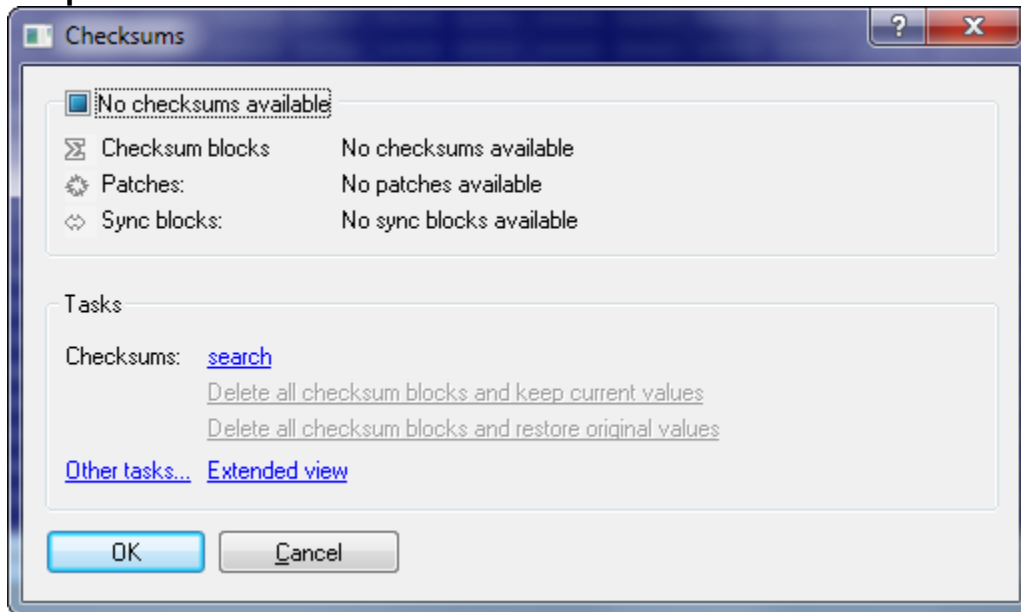 Checksums
No checksums available
Checksum blocks No checksums available
Patches: No patches available
Sync blocks: No sync blocks available
Tasks
Checksums: search
Delete all checksum blocks and keep current values
Delete all checksum blocks and restore original values
Other tasks... Extended view
OK Cancel